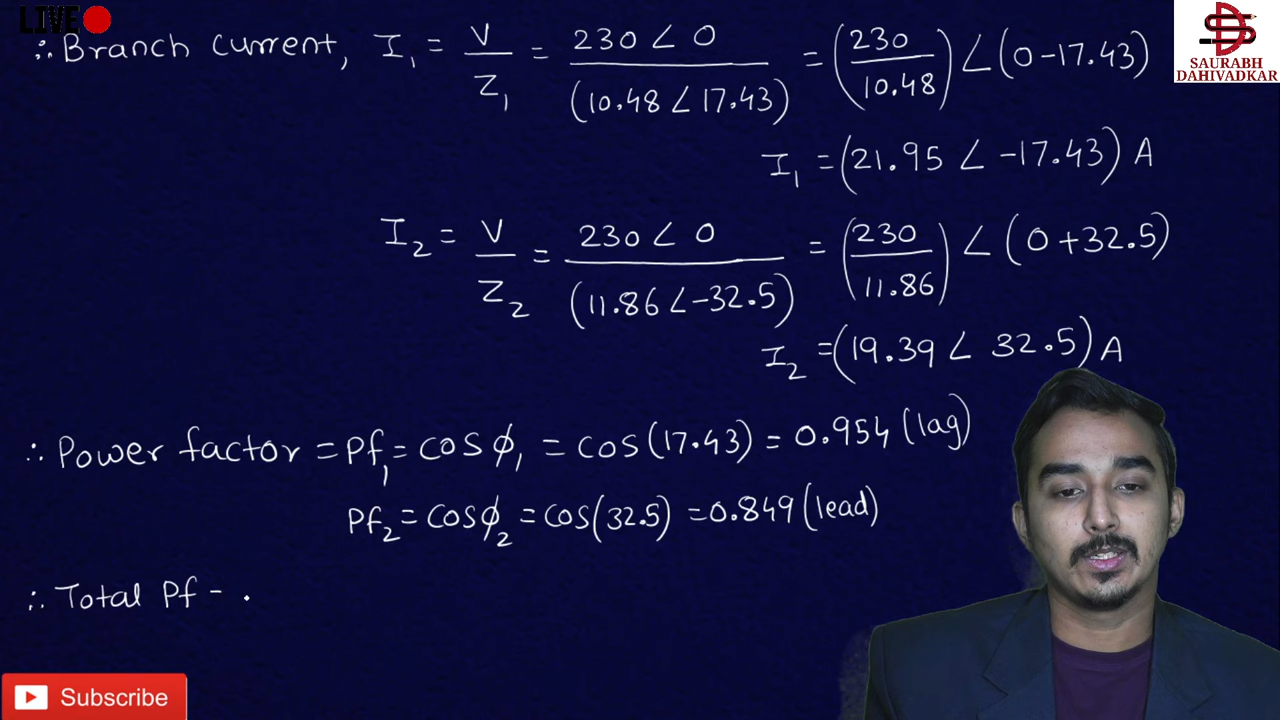 LIVE
SD
SAURABH
DAHIVADKAR
∴ Branch current, I₁ = V/Z₁ = 230∠0/(10.48∠17.43) = (230/10.48)∠(0-17.43)
I₁ = (21.95∠-17.43) A
I₂ = V/Z₂ = 230∠0/(11.86∠-32.5) = (230/11.86)∠(0+32.5)
I₂ = (19.39∠32.5) A
∴ Power factor = Pf₁ = cosϕ₁ = cos(17.43) = 0.954 (lag)
Pf₂ = cosϕ₂ = cos(32.5) = 0.849 (lead)
∴ Total Pf - .
Subscribe